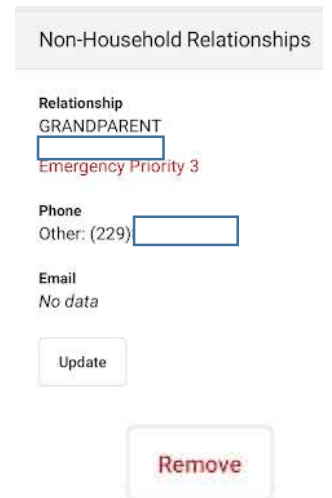 Non-Household Relationships
Relationship
GRANDPARENT
Emergency Priority 3
Phone
Other: (229)
Email
No data
Update
Remove